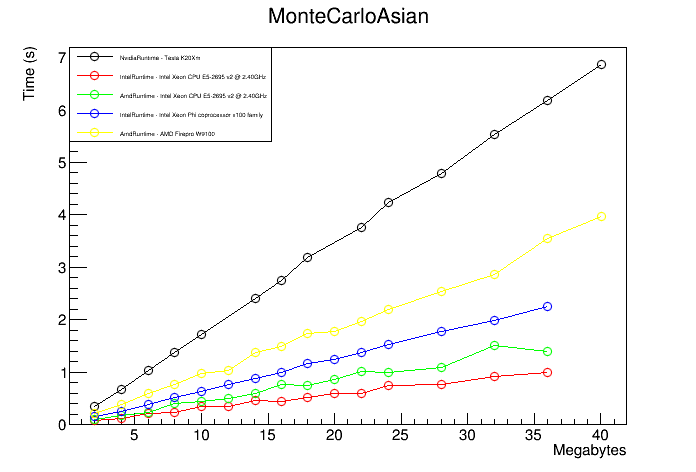 MonteCarloAsian
Time (s)
7
6
5
4
3
2
1
0
NvidiaRuntime - Tesla K20Xm
IntelRuntime - Intel Xeon CPU E5-2695 v2 @ 2.40GHz
AmdRuntime - Intel Xeon CPU E5-2695 v2 @ 2.40GHz
IntelRuntime - Intel Xeon Phi coprocessor x100 family
AmdRuntime - AMD Firepro W9100
5 10 15 20 25 30 35 40
Megabytes